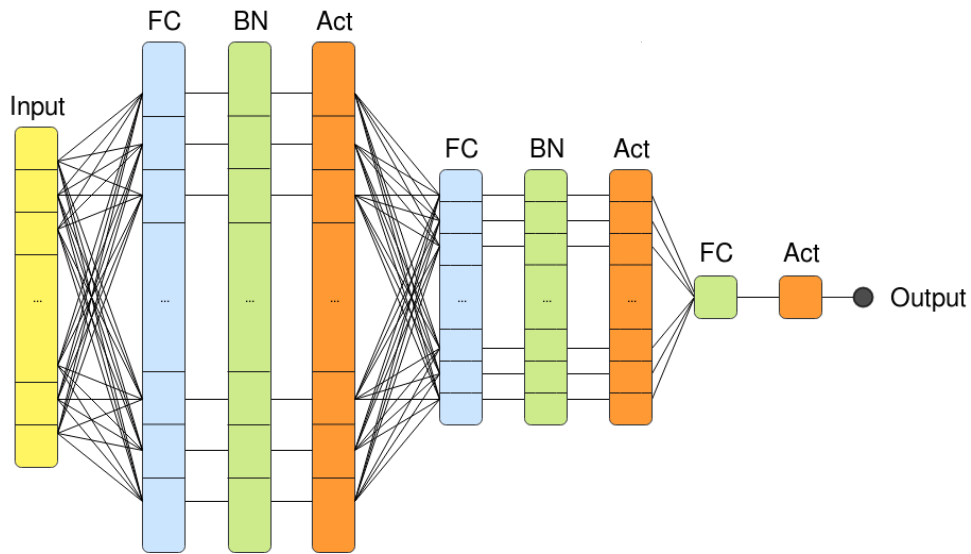 FC BN Act
Input
FC BN Act
FC Act
Output
... ... ... ... ... ... ...